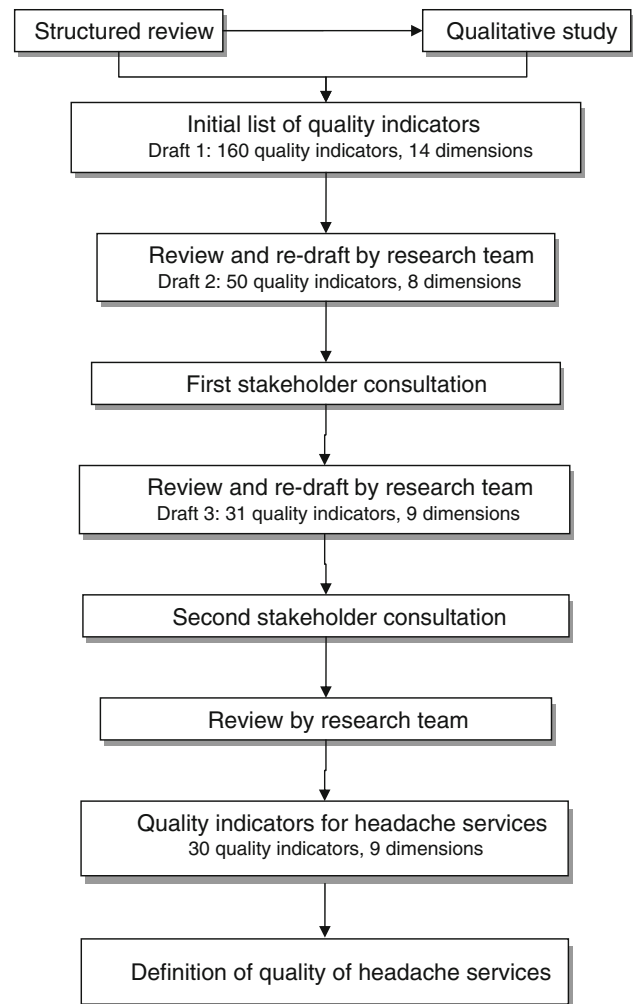 Structured review
Qualitative study
Initial list of quality indicators
Draft 1: 160 quality indicators, 14 dimensions
Review and re-draft by research team
Draft 2: 50 quality indicators, 8 dimensions
First stakeholder consultation
Review and re-draft by research team
Draft 3: 31 quality indicators, 9 dimensions
Second stakeholder consultation
Review by research team
Quality indicators for headache services
30 quality indicators, 9 dimensions
Definition of quality of headache services